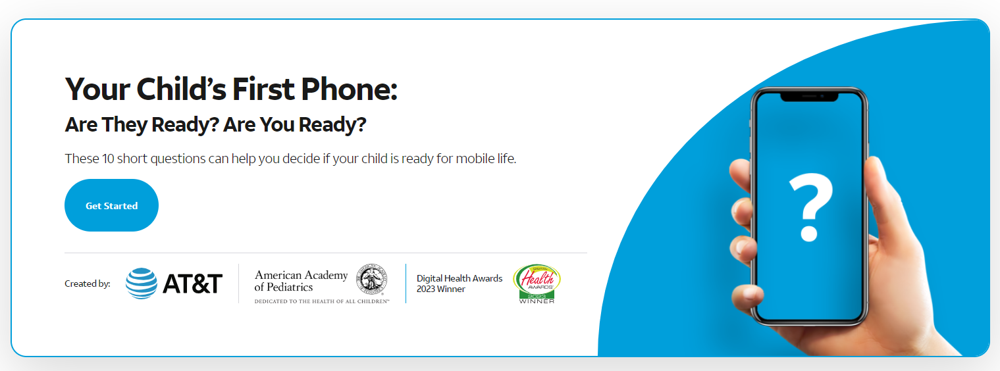 Your Child’s First Phone:
Are They Ready? Are You Ready?
These 10 short questions can help you decide if your child is ready for mobile life.
Get Started
Created by:
AT&T
American Academy
of Pediatrics
DEDICATED TO THE HEALTH OF ALL CHILDREN™
Digital Health Awards
2023 Winner
DIGITAL
Health
AWARDS®
2023
WINNER
?